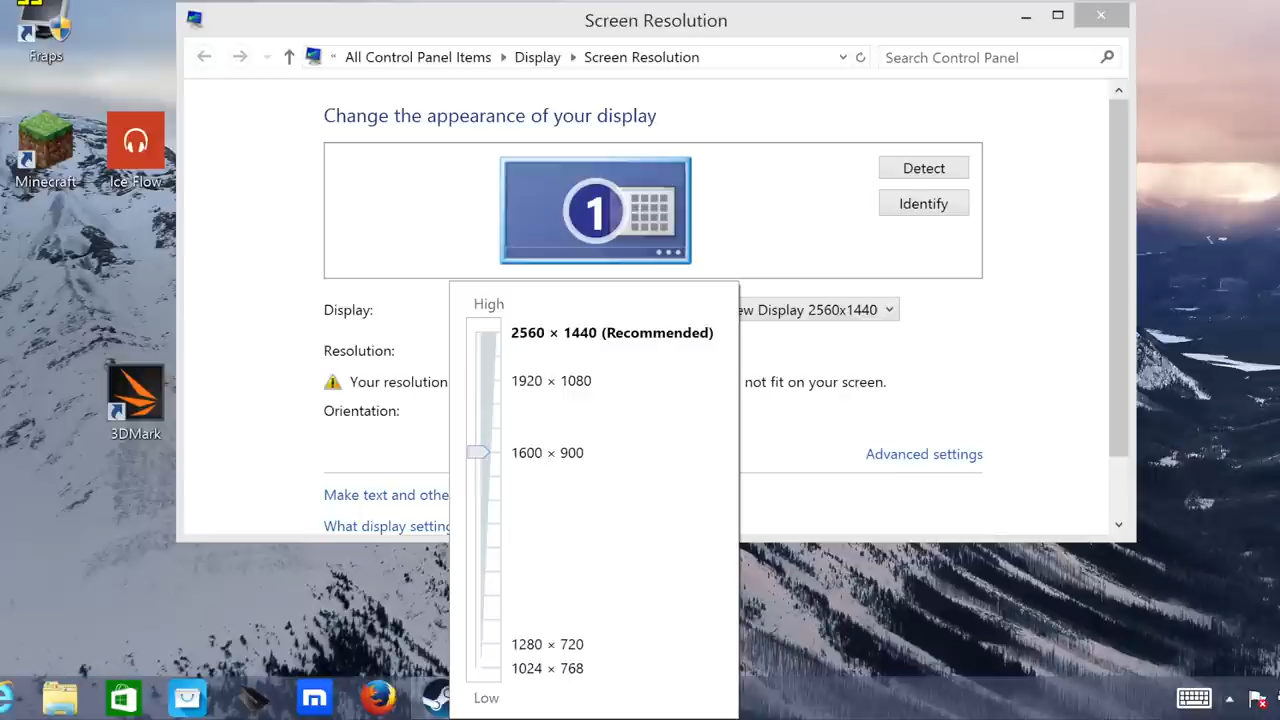 Screen Resolution
Fraps
All Control Panel Items Display Screen Resolution
Search Control Panel
Change the appearance of your display
1
Detect
Identify
Minecraft
Ice Flow
Display:
ew Display 2560x1440
High
2560 × 1440 (Recommended)
Resolution:
1920 × 1080
Your resolution
not fit on your screen.
Orientation:
3DMark
1600 × 900
Advanced settings
Make text and othe
What display setting
1280 × 720
1024 × 768
Low